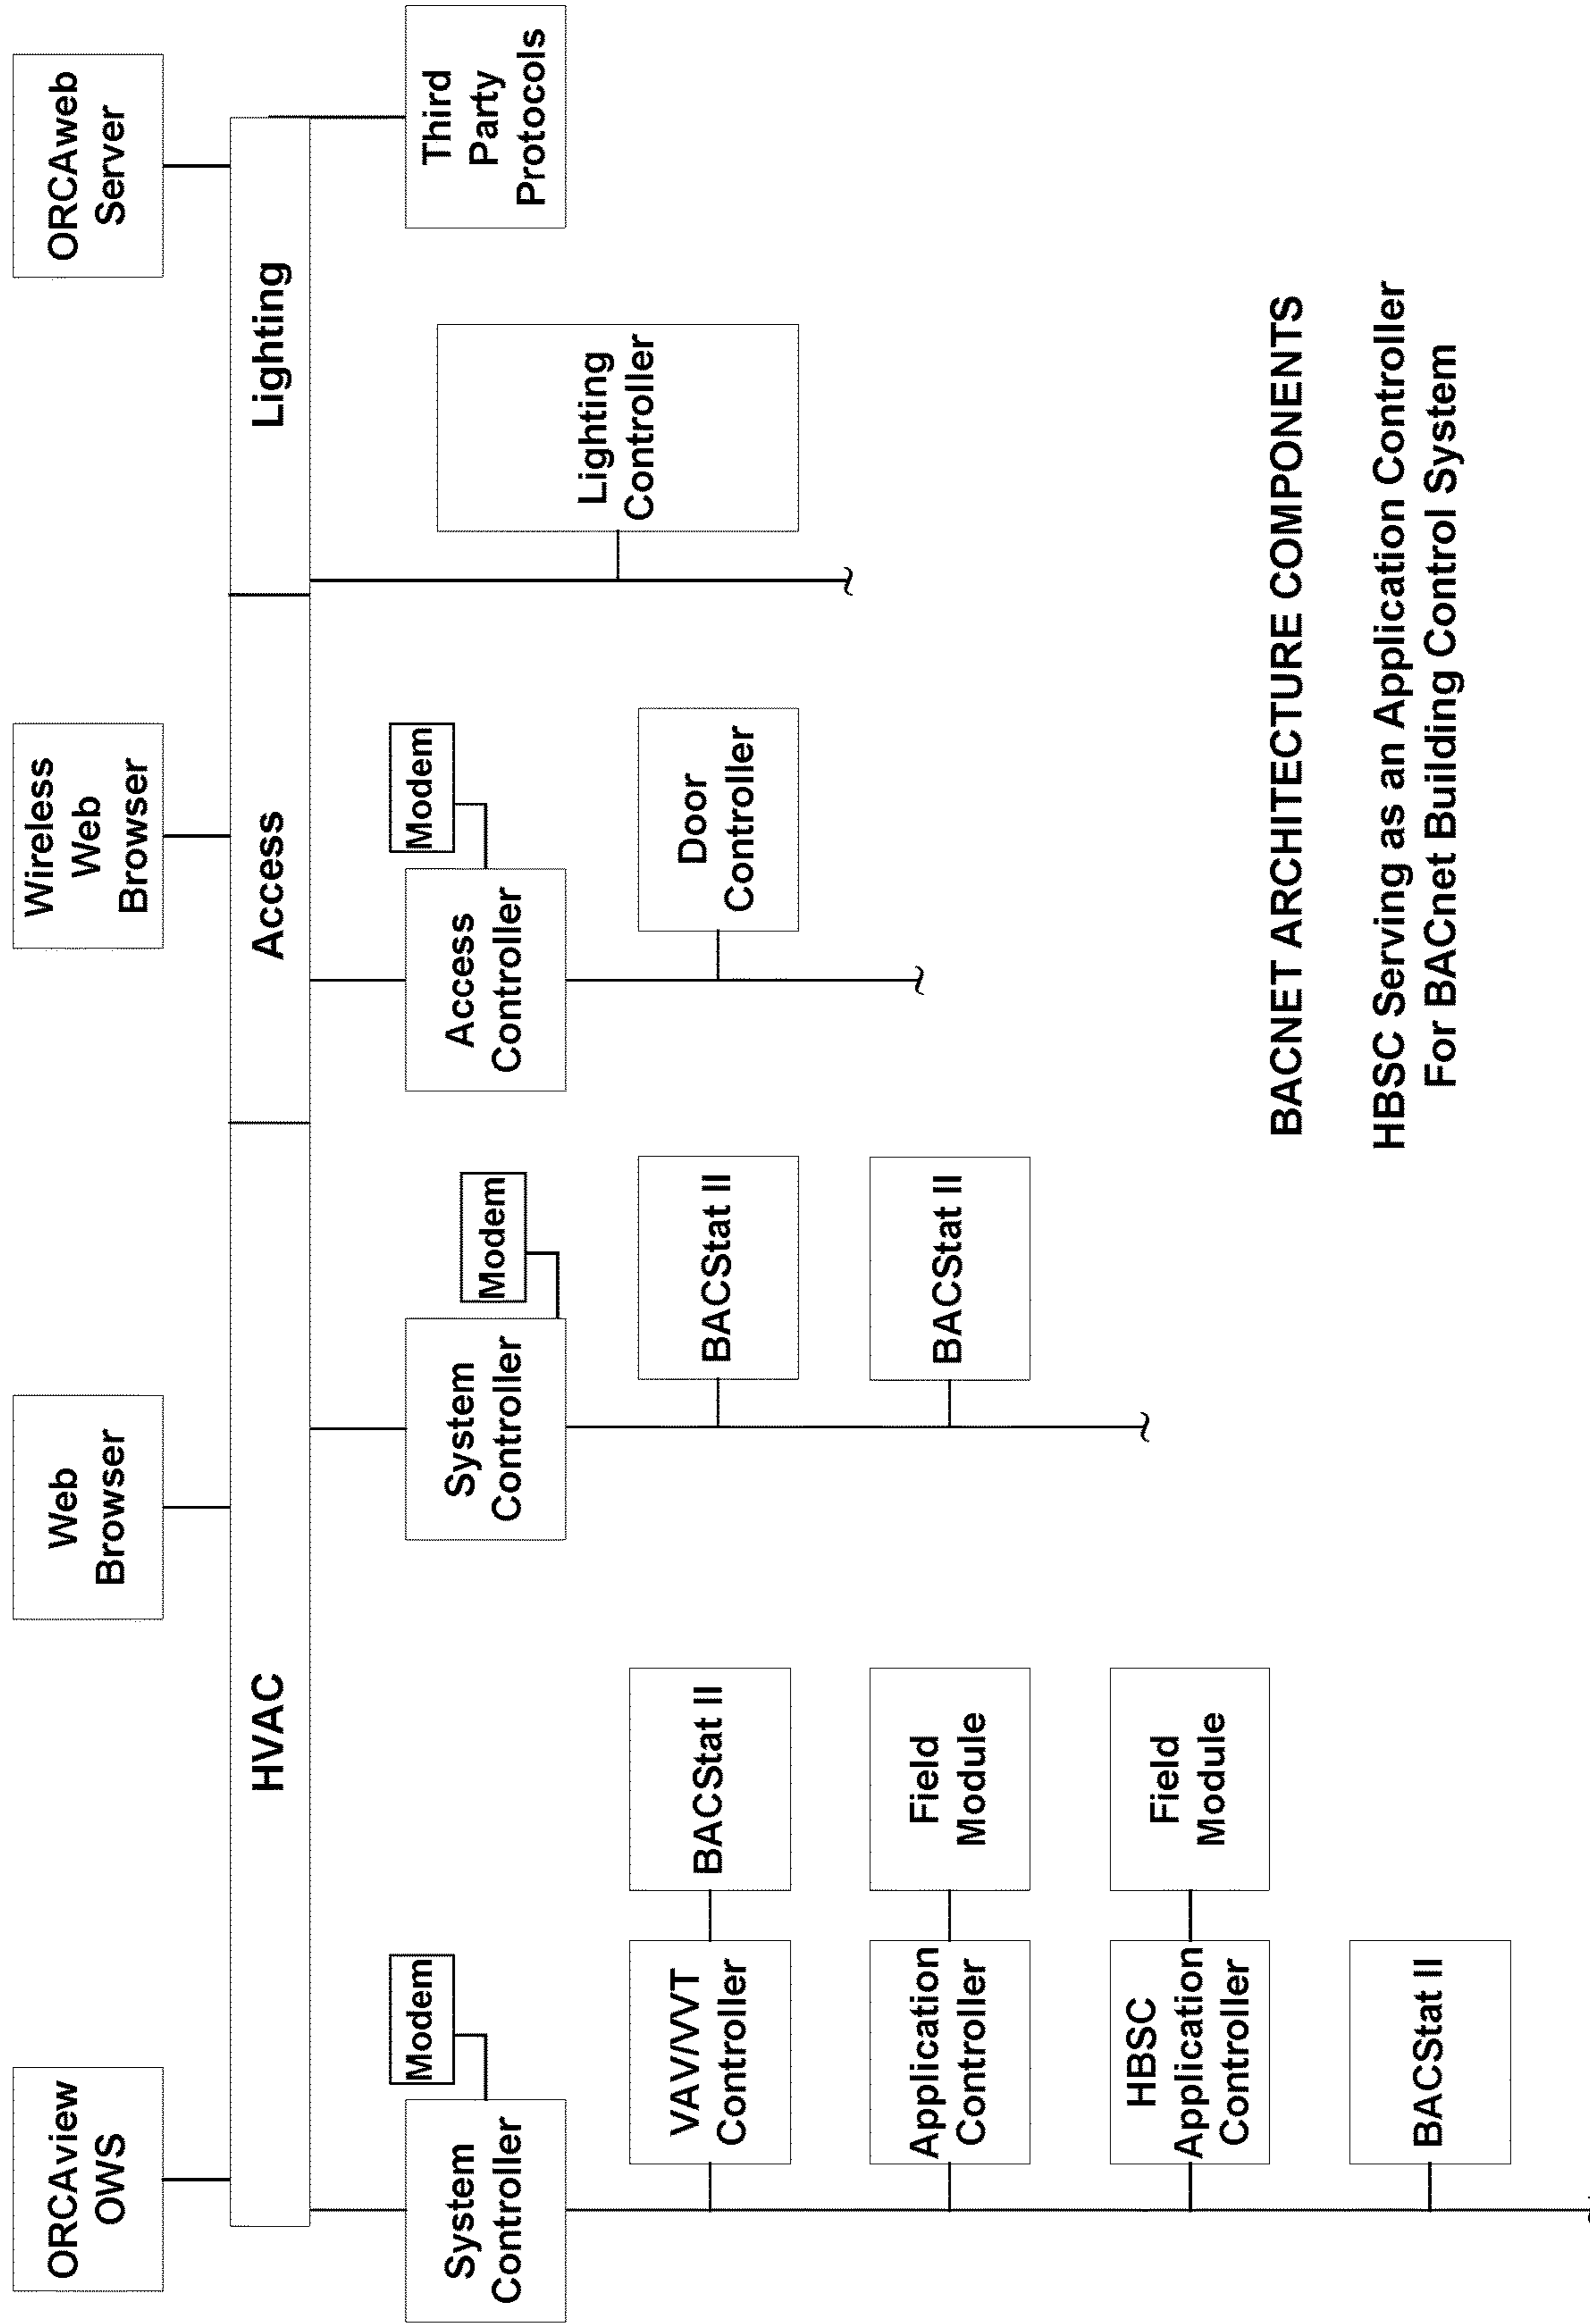 ORCAview
OWS
Web
Browser
Wireless
Web
Browser
ORCAweb
Server
HVAC
Access
Lighting
System
Controller
Modem
System
Controller
Modem
Access
Controller
Modem
Third
Party
Protocols
VAV/VVT
Controller
BACStat II
BACStat II
Door
Controller
Lighting
Controller
Application
Controller
Field
Module
BACStat II
HBSC
Application
Controller
Field
Module
BACStat II
BACNET ARCHITECTURE COMPONENTS
HBSC Serving as an Application Controller
For BACnet Building Control System